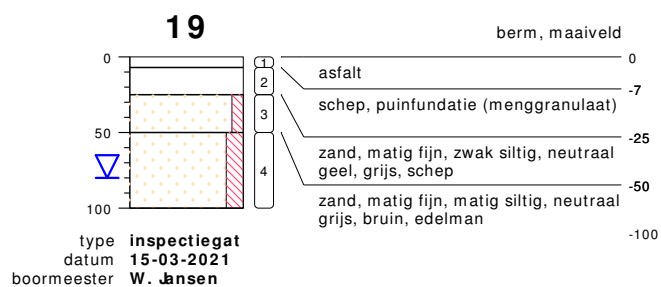 19
berm, maaiveld
0
0
1
asfalt
-7
2
schep, puinfundatie (menggranulaat)
-25
3
zand, matig fijn, zwak siltig, neutraal
geel, grijs, schep
50
-50
4
zand, matig fijn, matig siltig, neutraal
grijs, bruin, edelman
100
-100
type inspectiegat
datum 15-03-2021
boormeester W. Jansen